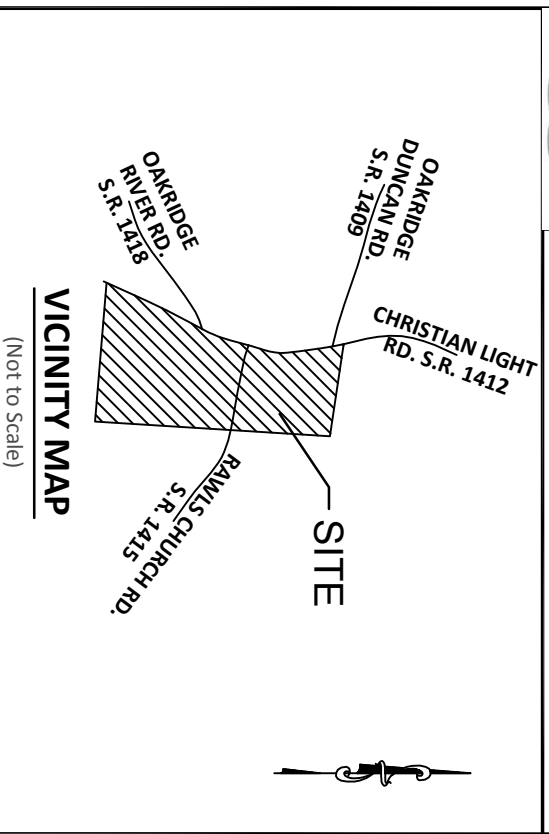 OAKRIDGE
DUNCAN RD.
S.R. 1409
CHRISTIAN LIGHT
RD. S.R. 1412
OAKRIDGE
RIVER RD.
S.R. 1418
SITE
RAWLS CHURCH RD.
S.R. 1415
VICINITY MAP
(Not to Scale)